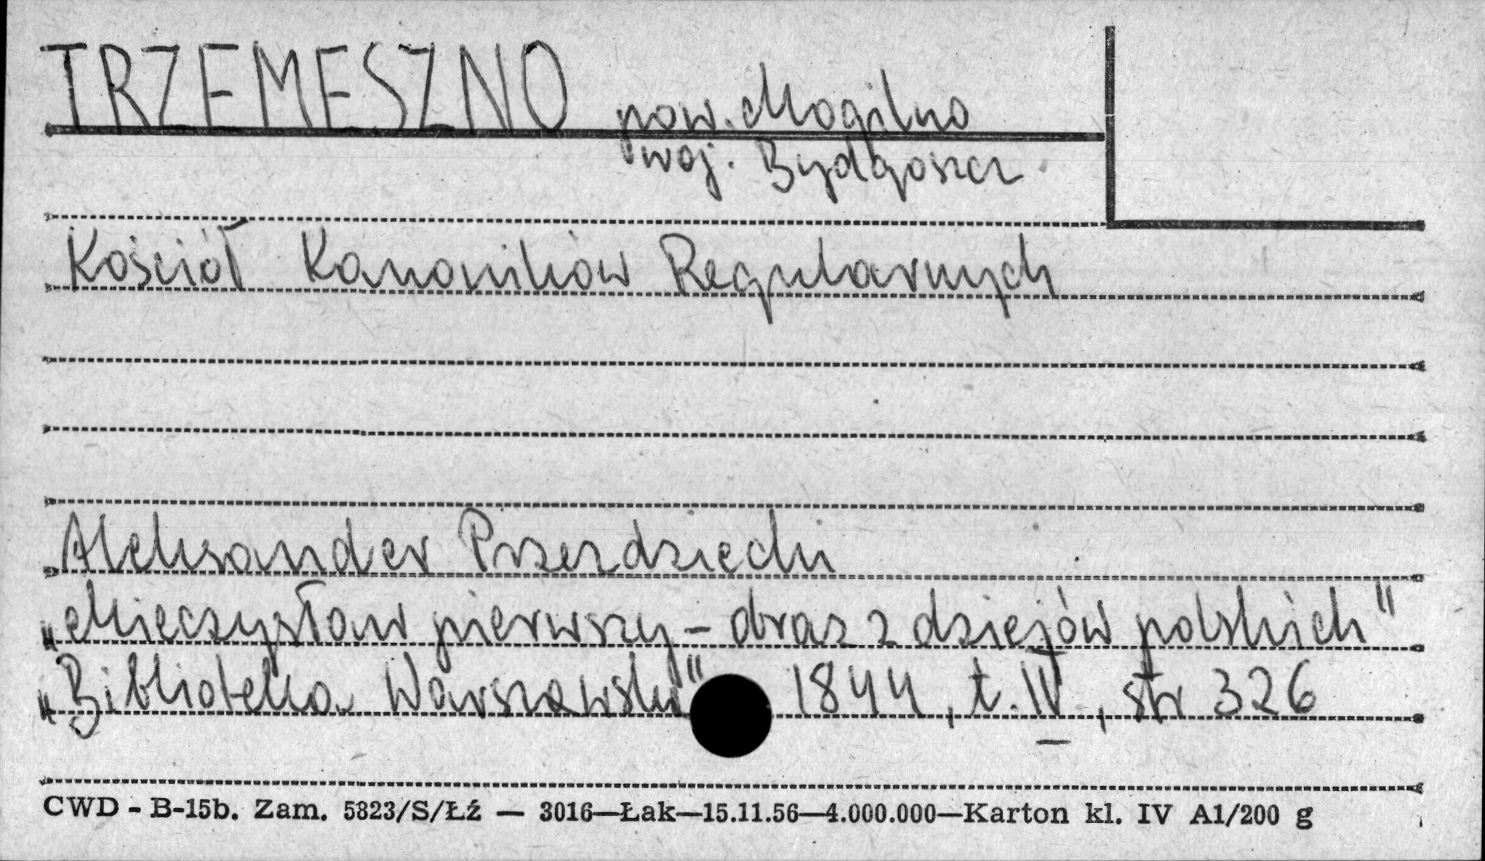 TRZEMESZNO pow. Mogilno
woj. Bydgoszcz
Kościół Kanoników Regularnych
Aleksander Przezdziecki
„Mieczysław pierwszy – obraz z dziejów polskich"
„Biblioteka Warszawska" 1844, t. IV, str 326
CWD - B-15b. Zam. 5823/S/Łź — 3016—Łak—15.11.56—4.000.000—Karton kl. IV A1/200 g